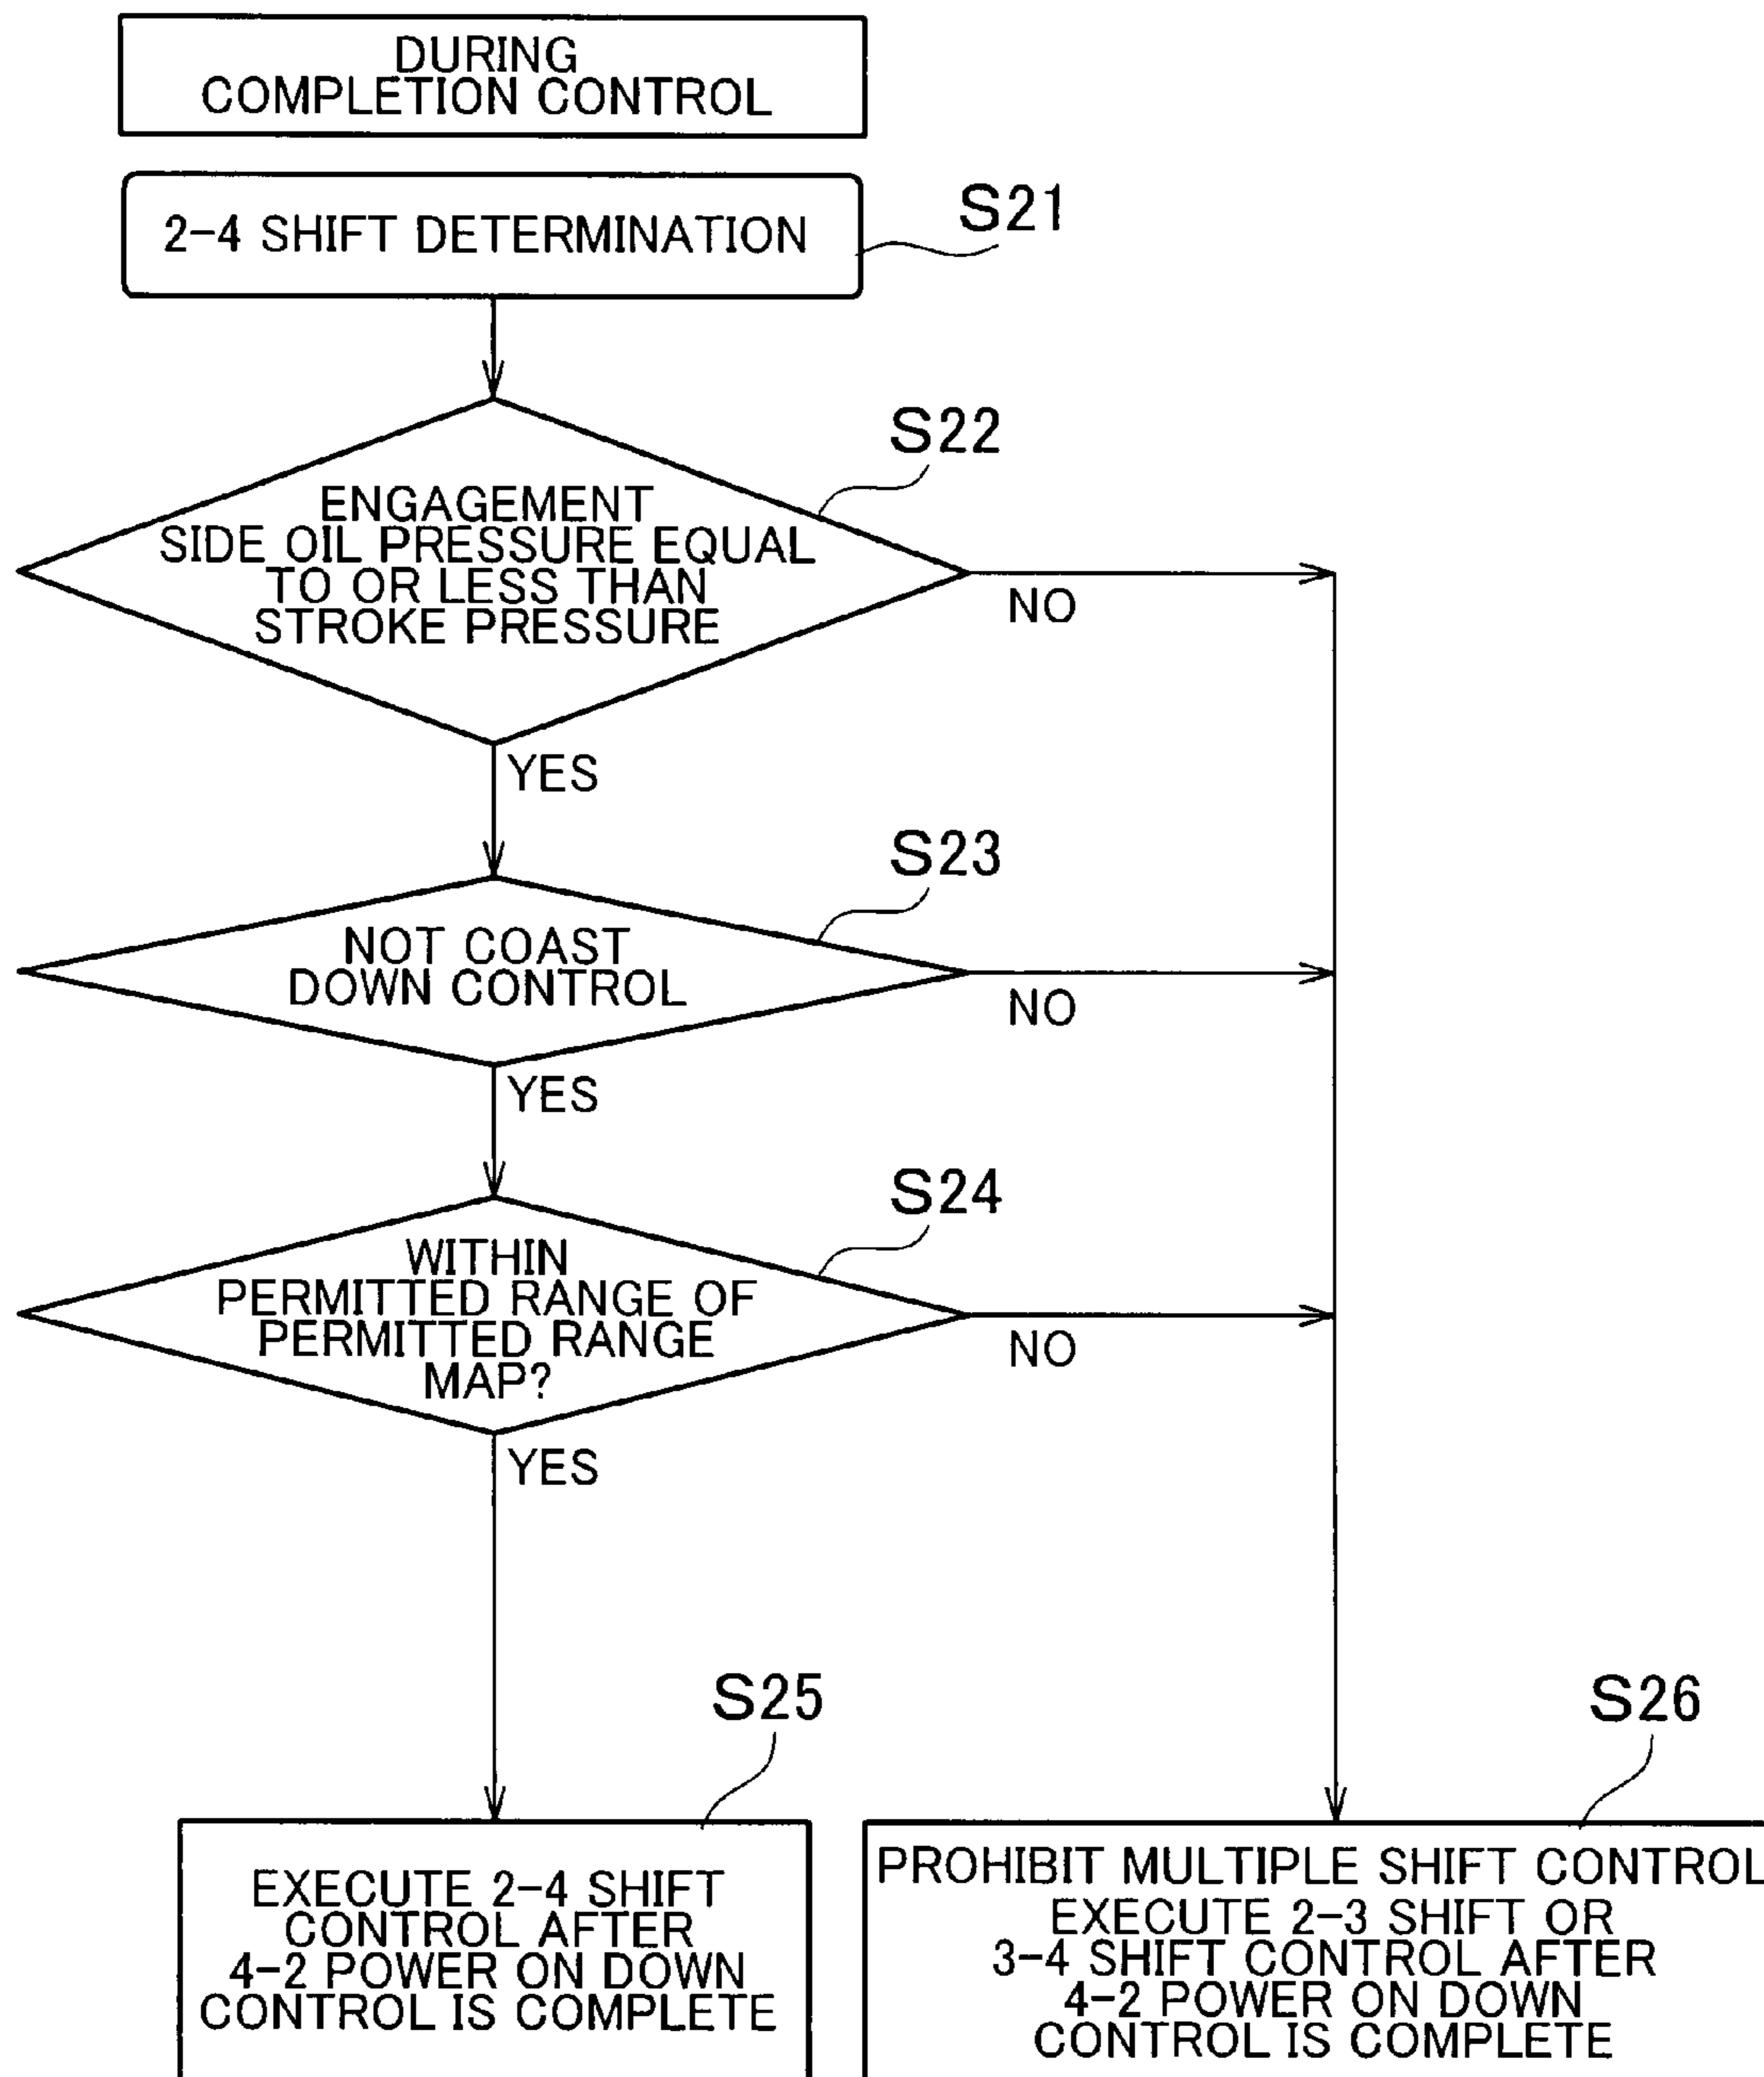 DURING
COMPLETION CONTROL
2-4 SHIFT DETERMINATION
S21
S22
ENGAGEMENT
SIDE OIL PRESSURE EQUAL
TO OR LESS THAN
STROKE PRESSURE
NO
YES
S23
NOT COAST
DOWN CONTROL
NO
YES
S24
WITHIN
PERMITTED RANGE OF
PERMITTED RANGE
MAP?
NO
YES
S25
EXECUTE 2-4 SHIFT
CONTROL AFTER
4-2 POWER ON DOWN
CONTROL IS COMPLETE
S26
PROHIBIT MULTIPLE SHIFT CONTROL
EXECUTE 2-3 SHIFT OR
3-4 SHIFT CONTROL AFTER
4-2 POWER ON DOWN
CONTROL IS COMPLETE